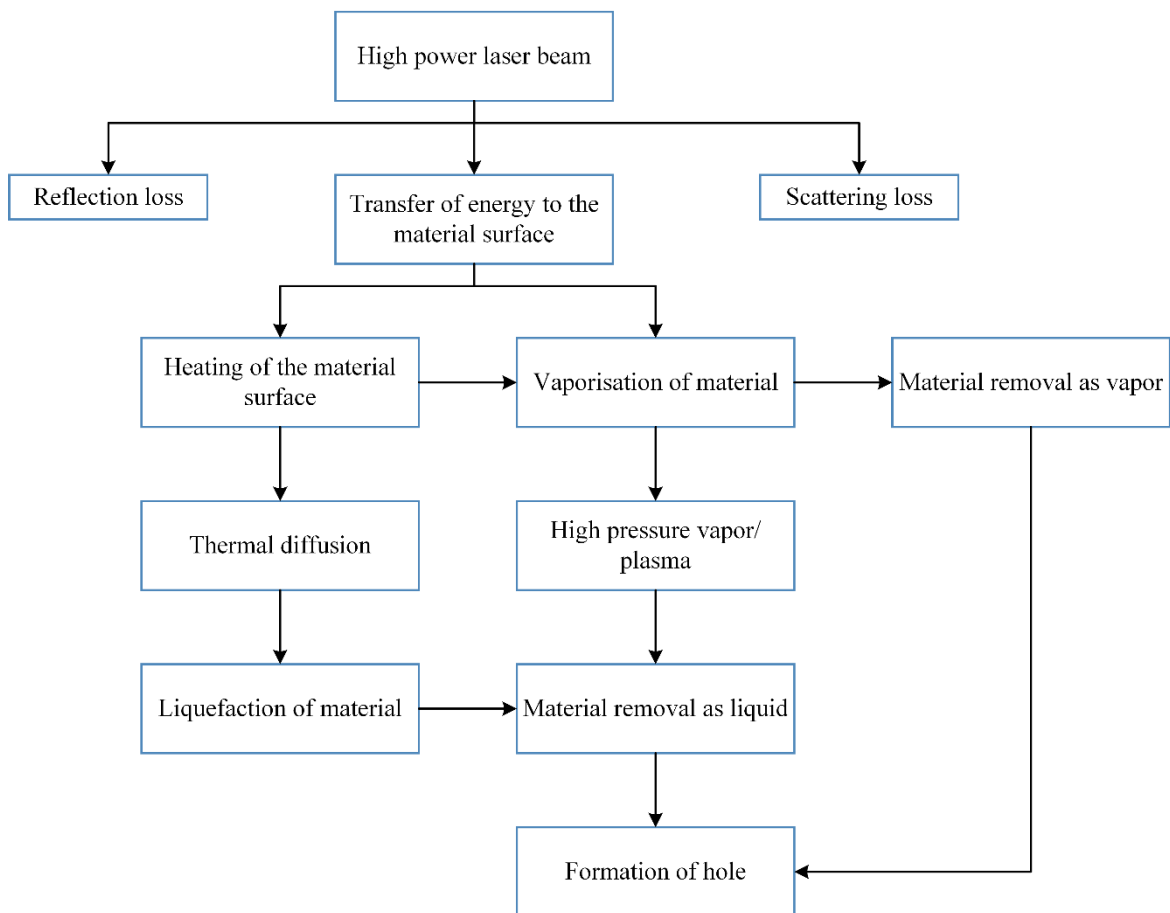 High power laser beam
Reflection loss
Transfer of energy to the
material surface
Scattering loss
Heating of the material
surface
Vaporisation of material
Material removal as vapor
Thermal diffusion
High pressure vapor/
plasma
Liquefaction of material
Material removal as liquid
Formation of hole